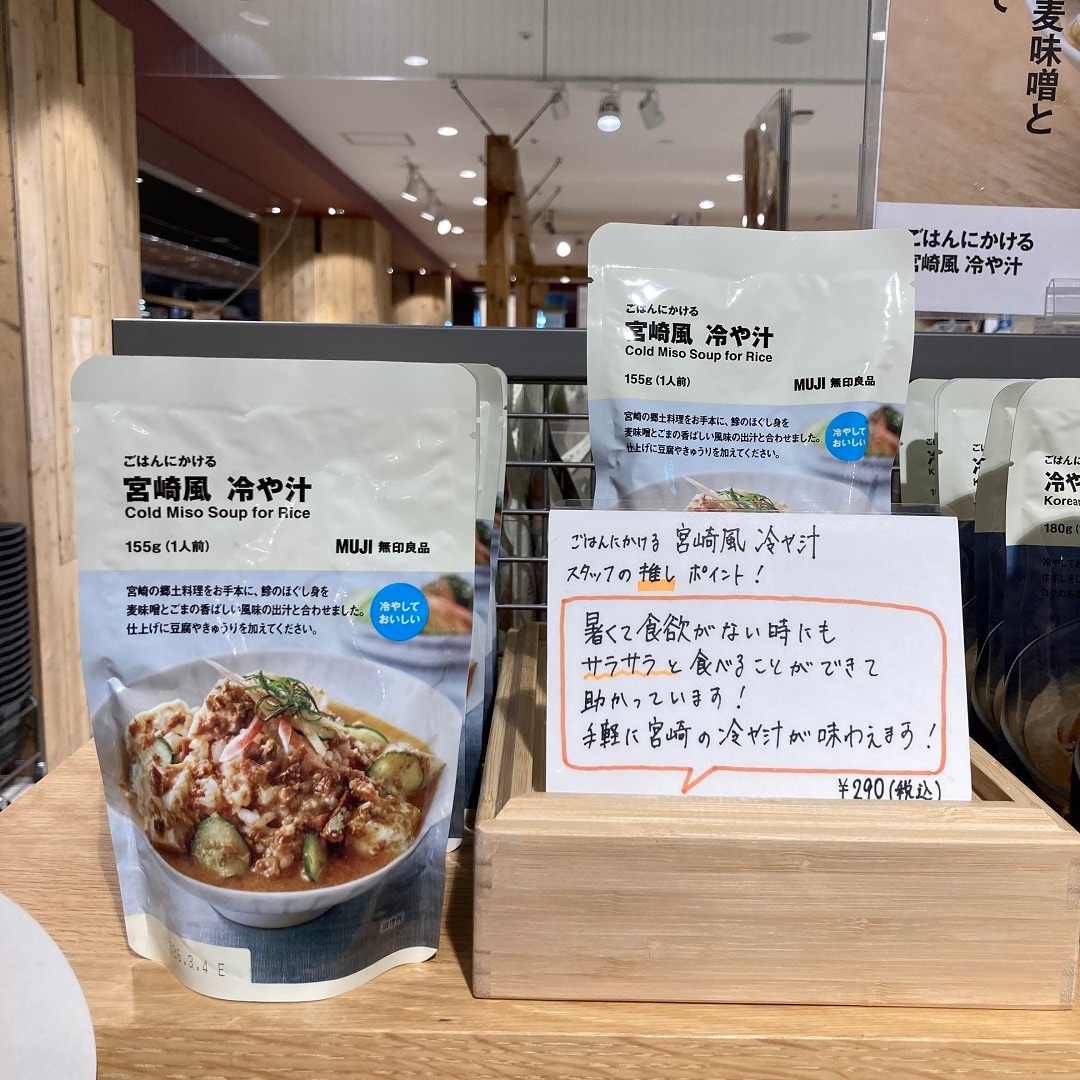 麦味噌と
て
ごはんにかける
宮崎風 冷や汁
ごはんにかける
宮崎風 冷や汁
Cold Miso Soup for Rice
155g（1人前）
MUJI 無印良品
宮崎の郷土料理をお手本に、鯵のほぐし身を
麦味噌とごまの香ばしい風味の出汁と合わせました。
仕上げに豆腐やきゅうりを加えてください。
冷やして
おいしい
ごはんにかける
宮崎風 冷や汁
Cold Miso Soup for Rice
155g（1人前）
MUJI 無印良品
宮崎の郷土料理をお手本に、鯵のほぐし身を
麦味噌とごまの香ばしい風味の出汁と合わせました。
仕上げに豆腐やきゅうりを加えてください。
冷やして
おいしい
調理例
.3.4 E
ごはんにかける 宮崎風 冷や汁
スタッフの推しポイント!
暑くて食欲がない時にも
サラサラと食べることができて
助かっています!
手軽に宮崎の冷や汁が味わえます!
¥290(税込)
ごはんに
冷や
Korean
180g（